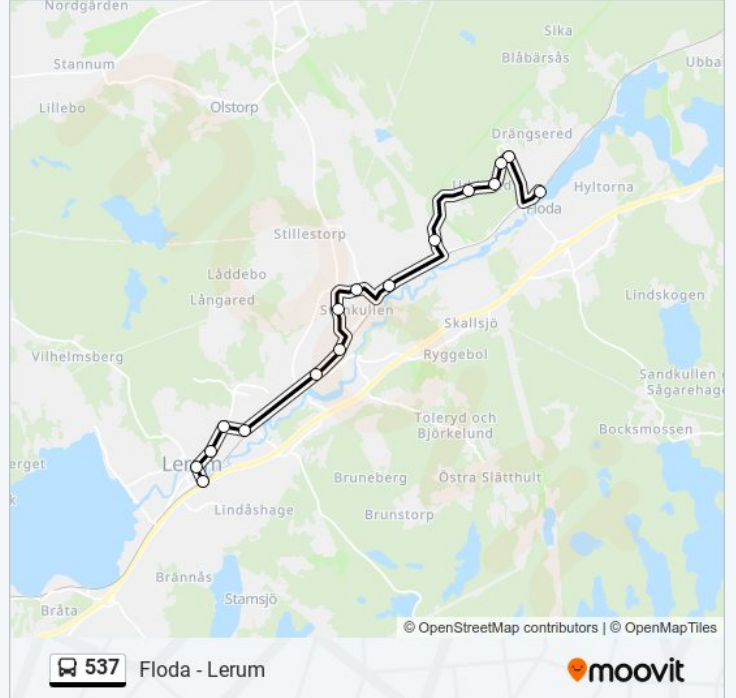 Nordgården
Sika
Stannum
Blåbärsås
Ubba
Lillebo
Olstorp
Drängsered
Hyltorna
Floda
Stillestorp
Låddebo
Långared
Lindskogen
Skallsjö
Vilhelmsberg
Ryggebol
Sandkullen
Sågarehage
Toleryd och
Björkelund
Bocksmossen
erget
Lerum
k
Bruneberg
Östra Slätthult
Lindåshage
Brunstorp
Brännås
Stamsjö
Bråta
© OpenStreetMap contributors | © OpenMapTiles
537 Floda - Lerum
moovit